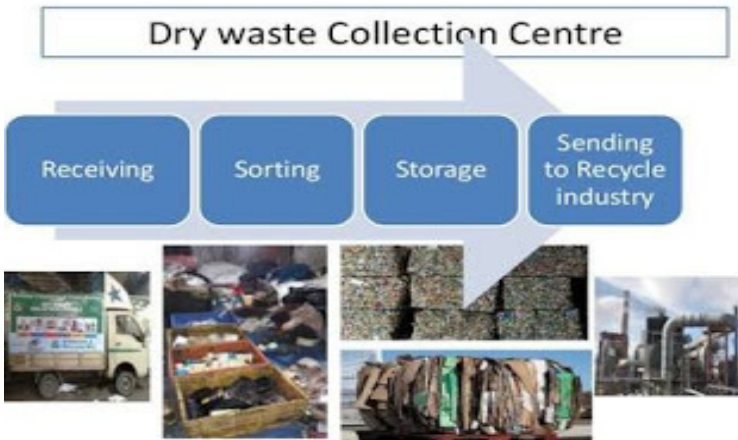 Dry waste Collection Centre
Receiving
Sorting
Storage
Sending
to Recycle
industry